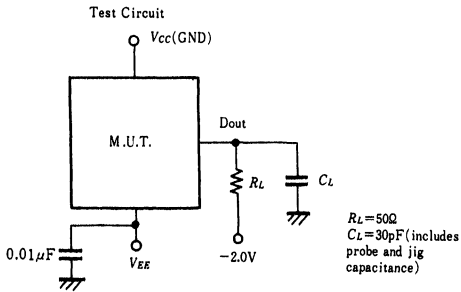 Test Circuit
Vcc(GND)
M.U.T.
Dout
RL
CL
0.01μF
VEE
−2.0V
RL=50Ω
CL=30pF(includes
probe and jig
capacitance)